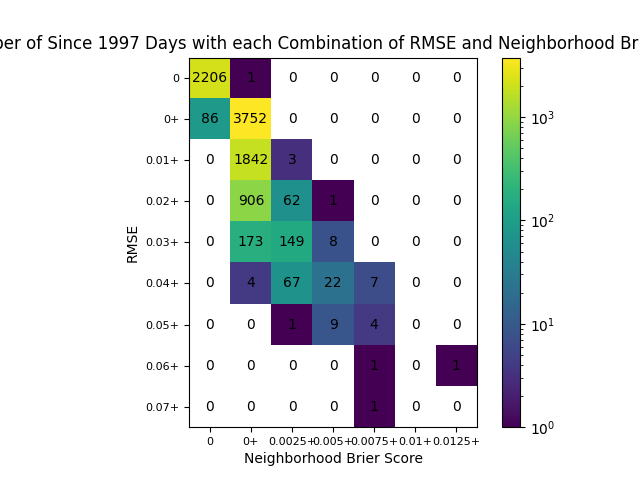 ber of Since 1997 Days with each Combination of RMSE and Neighborhood Br
0 2206 1 0 0 0 0 0
0+ 86 3752 0 0 0 0 0
0.01+ 0 1842 3 0 0 0 0
0.02+ 0 906 62 1 0 0 0
0.03+ 0 173 149 8 0 0 0
0.04+ 0 4 67 22 7 0 0
0.05+ 0 0 1 9 4 0 0
0.06+ 0 0 0 0 1 0 1
0.07+ 0 0 0 0 1 0 0
0 0+ 0.0025+ 0.005+ 0.0075+ 0.01+ 0.0125+
Neighborhood Brier Score
RMSE
10³
10²
10¹
10⁰